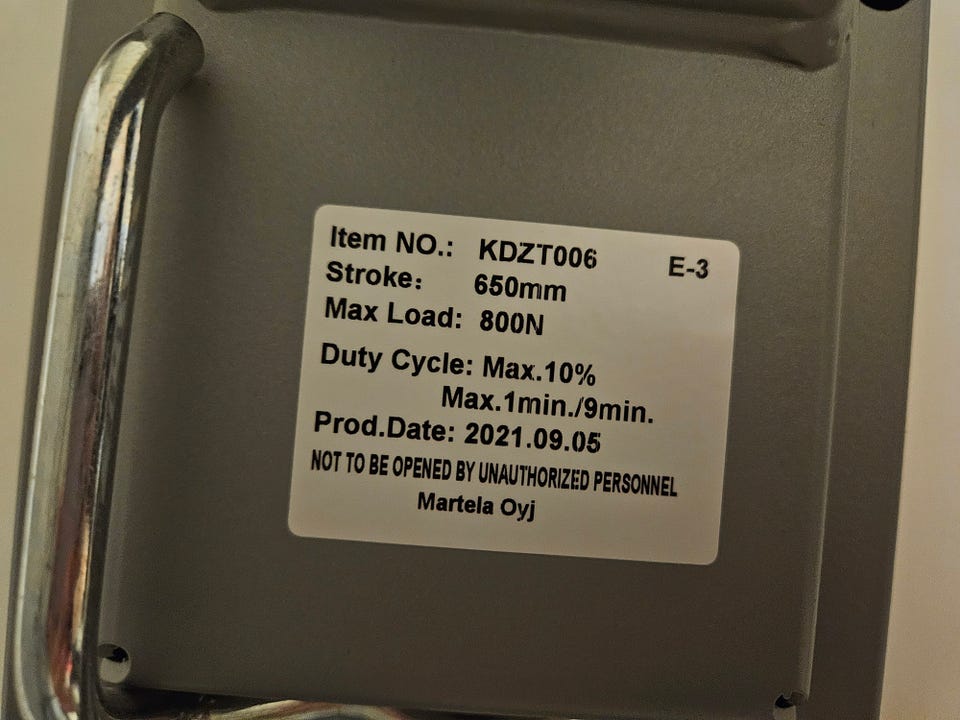 Item NO.: KDZT006 E-3
Stroke: 650mm
Max Load: 800N
Duty Cycle: Max.10%
Max.1min./9min.
Prod.Date: 2021.09.05
NOT TO BE OPENED BY UNAUTHORIZED PERSONNEL
Martela Oyj